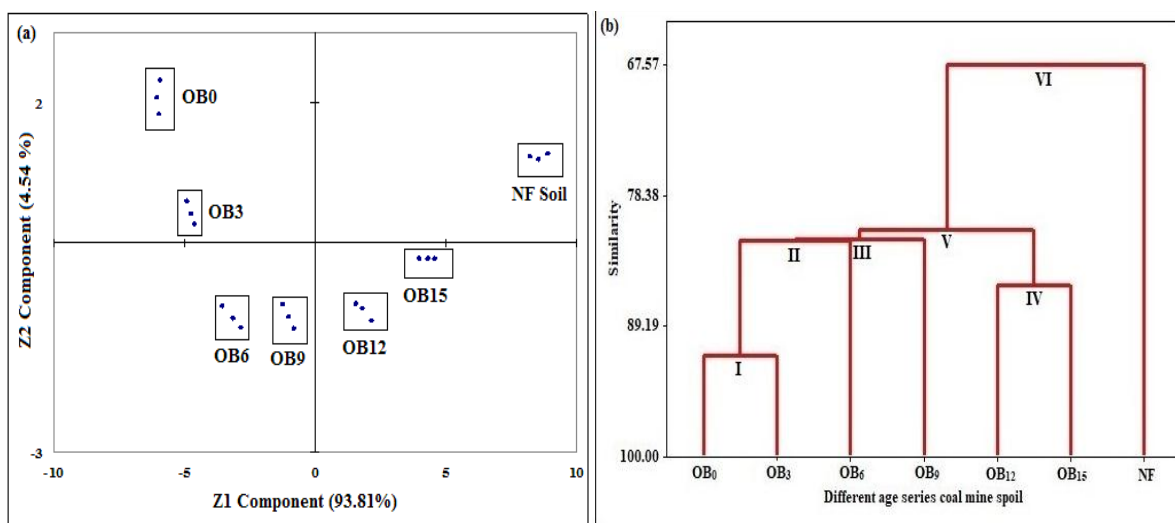 (a)
OB0
2
NF Soil
OB3
OB15
OB6
OB9
OB12
-3
-10
-5
0
5
10
Z1 Component (93.81%)
Z2 Component (4.54 %)
(b)
67.57
VI
78.38
V
II
III
IV
89.19
I
100.00
OB₀
OB₃
OB₆
OB₉
OB₁₂
OB₁₅
NF
Different age series coal mine spoil
Similarity